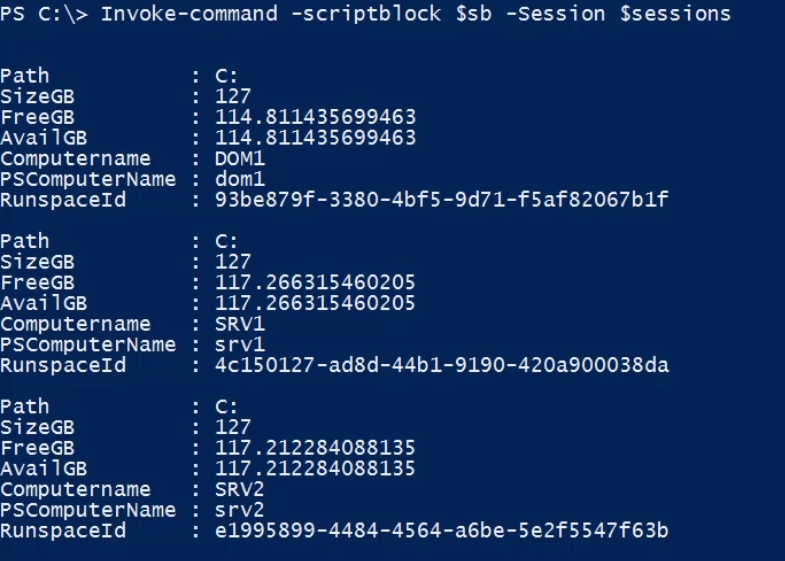 PS C:\> Invoke-command -scriptblock $sb -Session $sessions
Path : C:
SizeGB : 127
FreeGB : 114.811435699463
AvailGB : 114.811435699463
Computername : DOM1
PSComputerName : dom1
RunspaceId : 93be879f-3380-4bf5-9d71-f5af82067b1f
Path : C:
SizeGB : 127
FreeGB : 117.266315460205
AvailGB : 117.266315460205
Computername : SRV1
PSComputerName : srv1
RunspaceId : 4c150127-ad8d-44b1-9190-420a900038da
Path : C:
SizeGB : 127
FreeGB : 117.212284088135
AvailGB : 117.212284088135
Computername : SRV2
PSComputerName : srv2
RunspaceId : e1995899-4484-4564-a6be-5e2f5547f63b